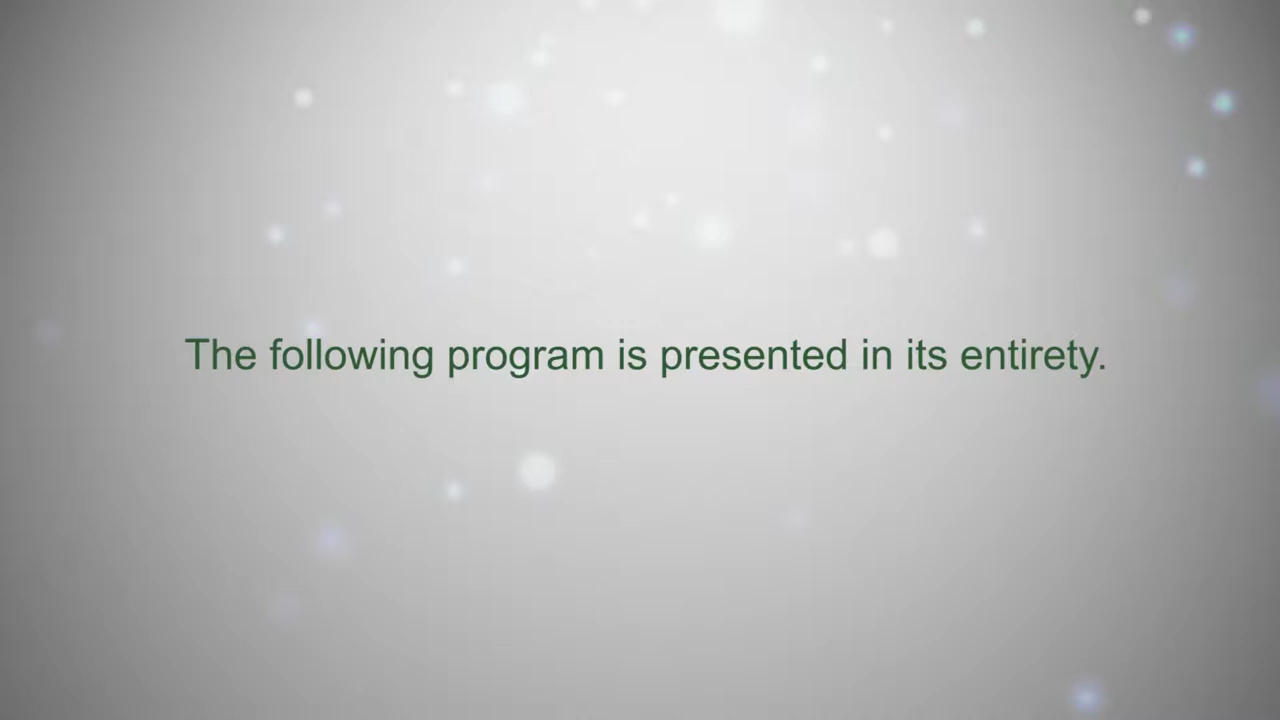 The following program is presented in its entirety.